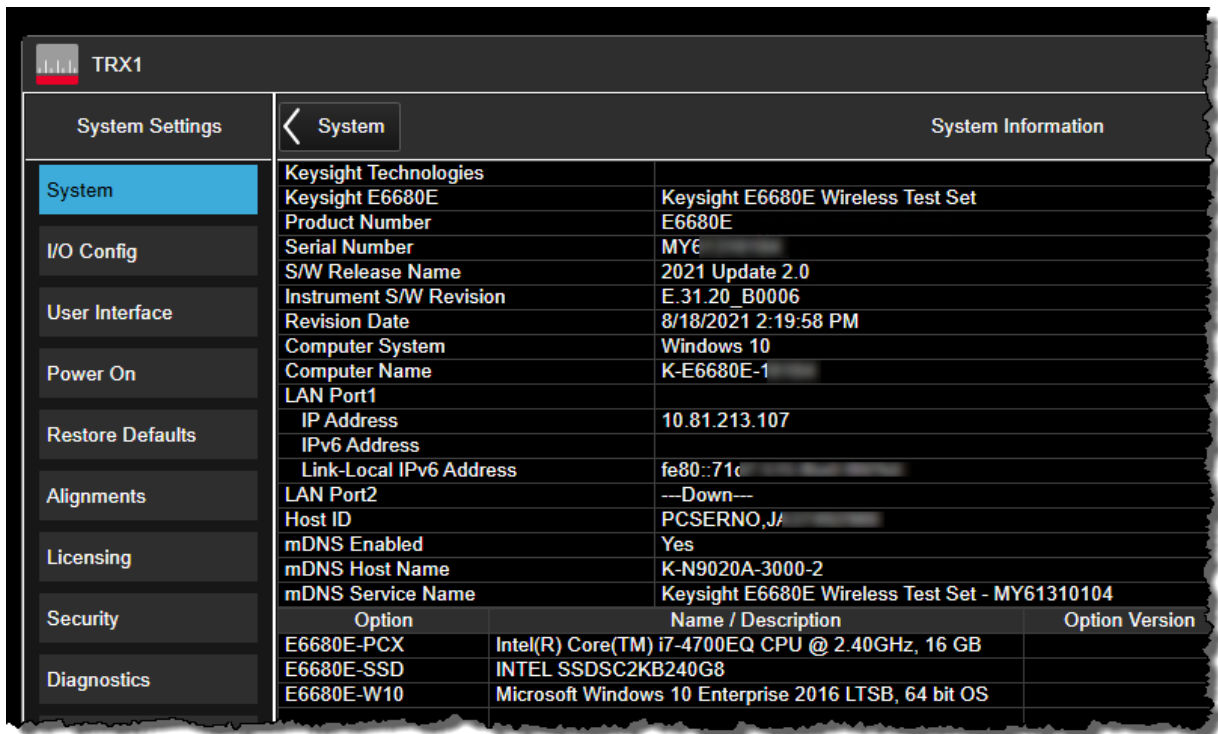 TRX1
System Settings
System
System Information
System
I/O Config
User Interface
Power On
Restore Defaults
Alignments
Licensing
Security
Diagnostics
Keysight Technologies
Keysight E6680E Keysight E6680E Wireless Test Set
Product Number E6680E
Serial Number
S/W Release Name 2021 Update 2.0
Instrument S/W Revision E.31.20_B0006
Revision Date 8/18/2021 2:19:58 PM
Computer System Windows 10
Computer Name
LAN Port1
IP Address 10.81.213.107
IPv6 Address
Link-Local IPv6 Address
LAN Port2 ---Down---
Host ID
mDNS Enabled Yes
mDNS Host Name K-N9020A-3000-2
mDNS Service Name Keysight E6680E Wireless Test Set - MY61310104
Option Name / Description Option Version
E6680E-PCX Intel(R) Core(TM) i7-4700EQ CPU @ 2.40GHz, 16 GB
E6680E-SSD INTEL SSDSC2KB240G8
E6680E-W10 Microsoft Windows 10 Enterprise 2016 LTSB, 64 bit OS